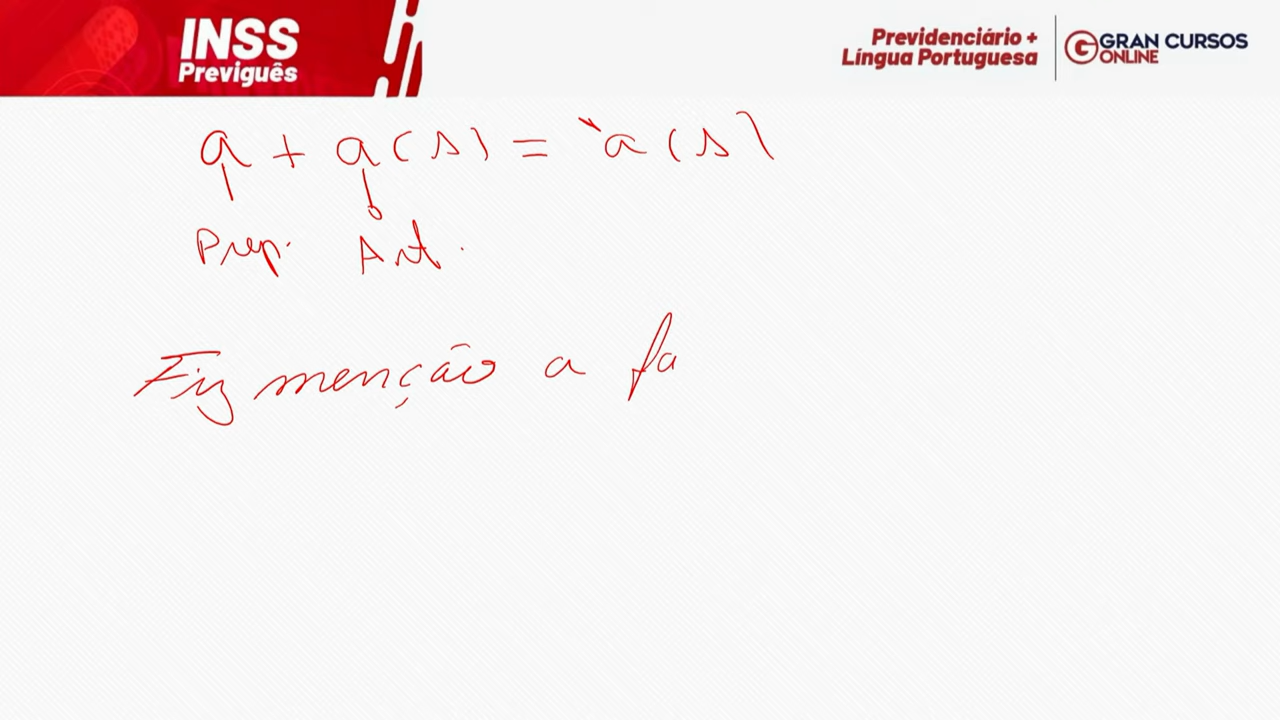 INSS
Previguês
Previdenciário +
Língua Portuguesa
GRAN CURSOS
ONLINE
a + a(s) = à(s)
Prep. Art.
Fiz menção a fa